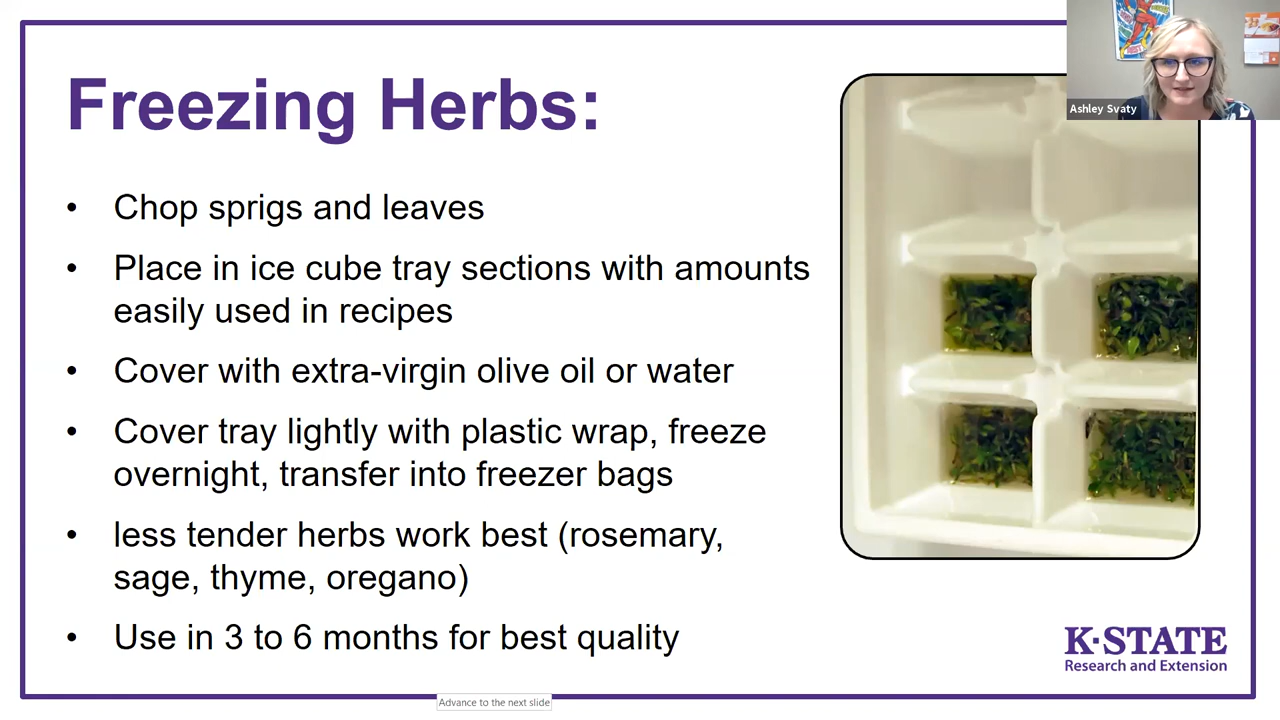 Freezing Herbs:
Ashley Svaty
• Chop sprigs and leaves
• Place in ice cube tray sections with amounts
easily used in recipes
• Cover with extra-virgin olive oil or water
• Cover tray lightly with plastic wrap, freeze
overnight, transfer into freezer bags
• less tender herbs work best (rosemary,
sage, thyme, oregano)
• Use in 3 to 6 months for best quality
K·STATE
Research and Extension
Advance to the next slide